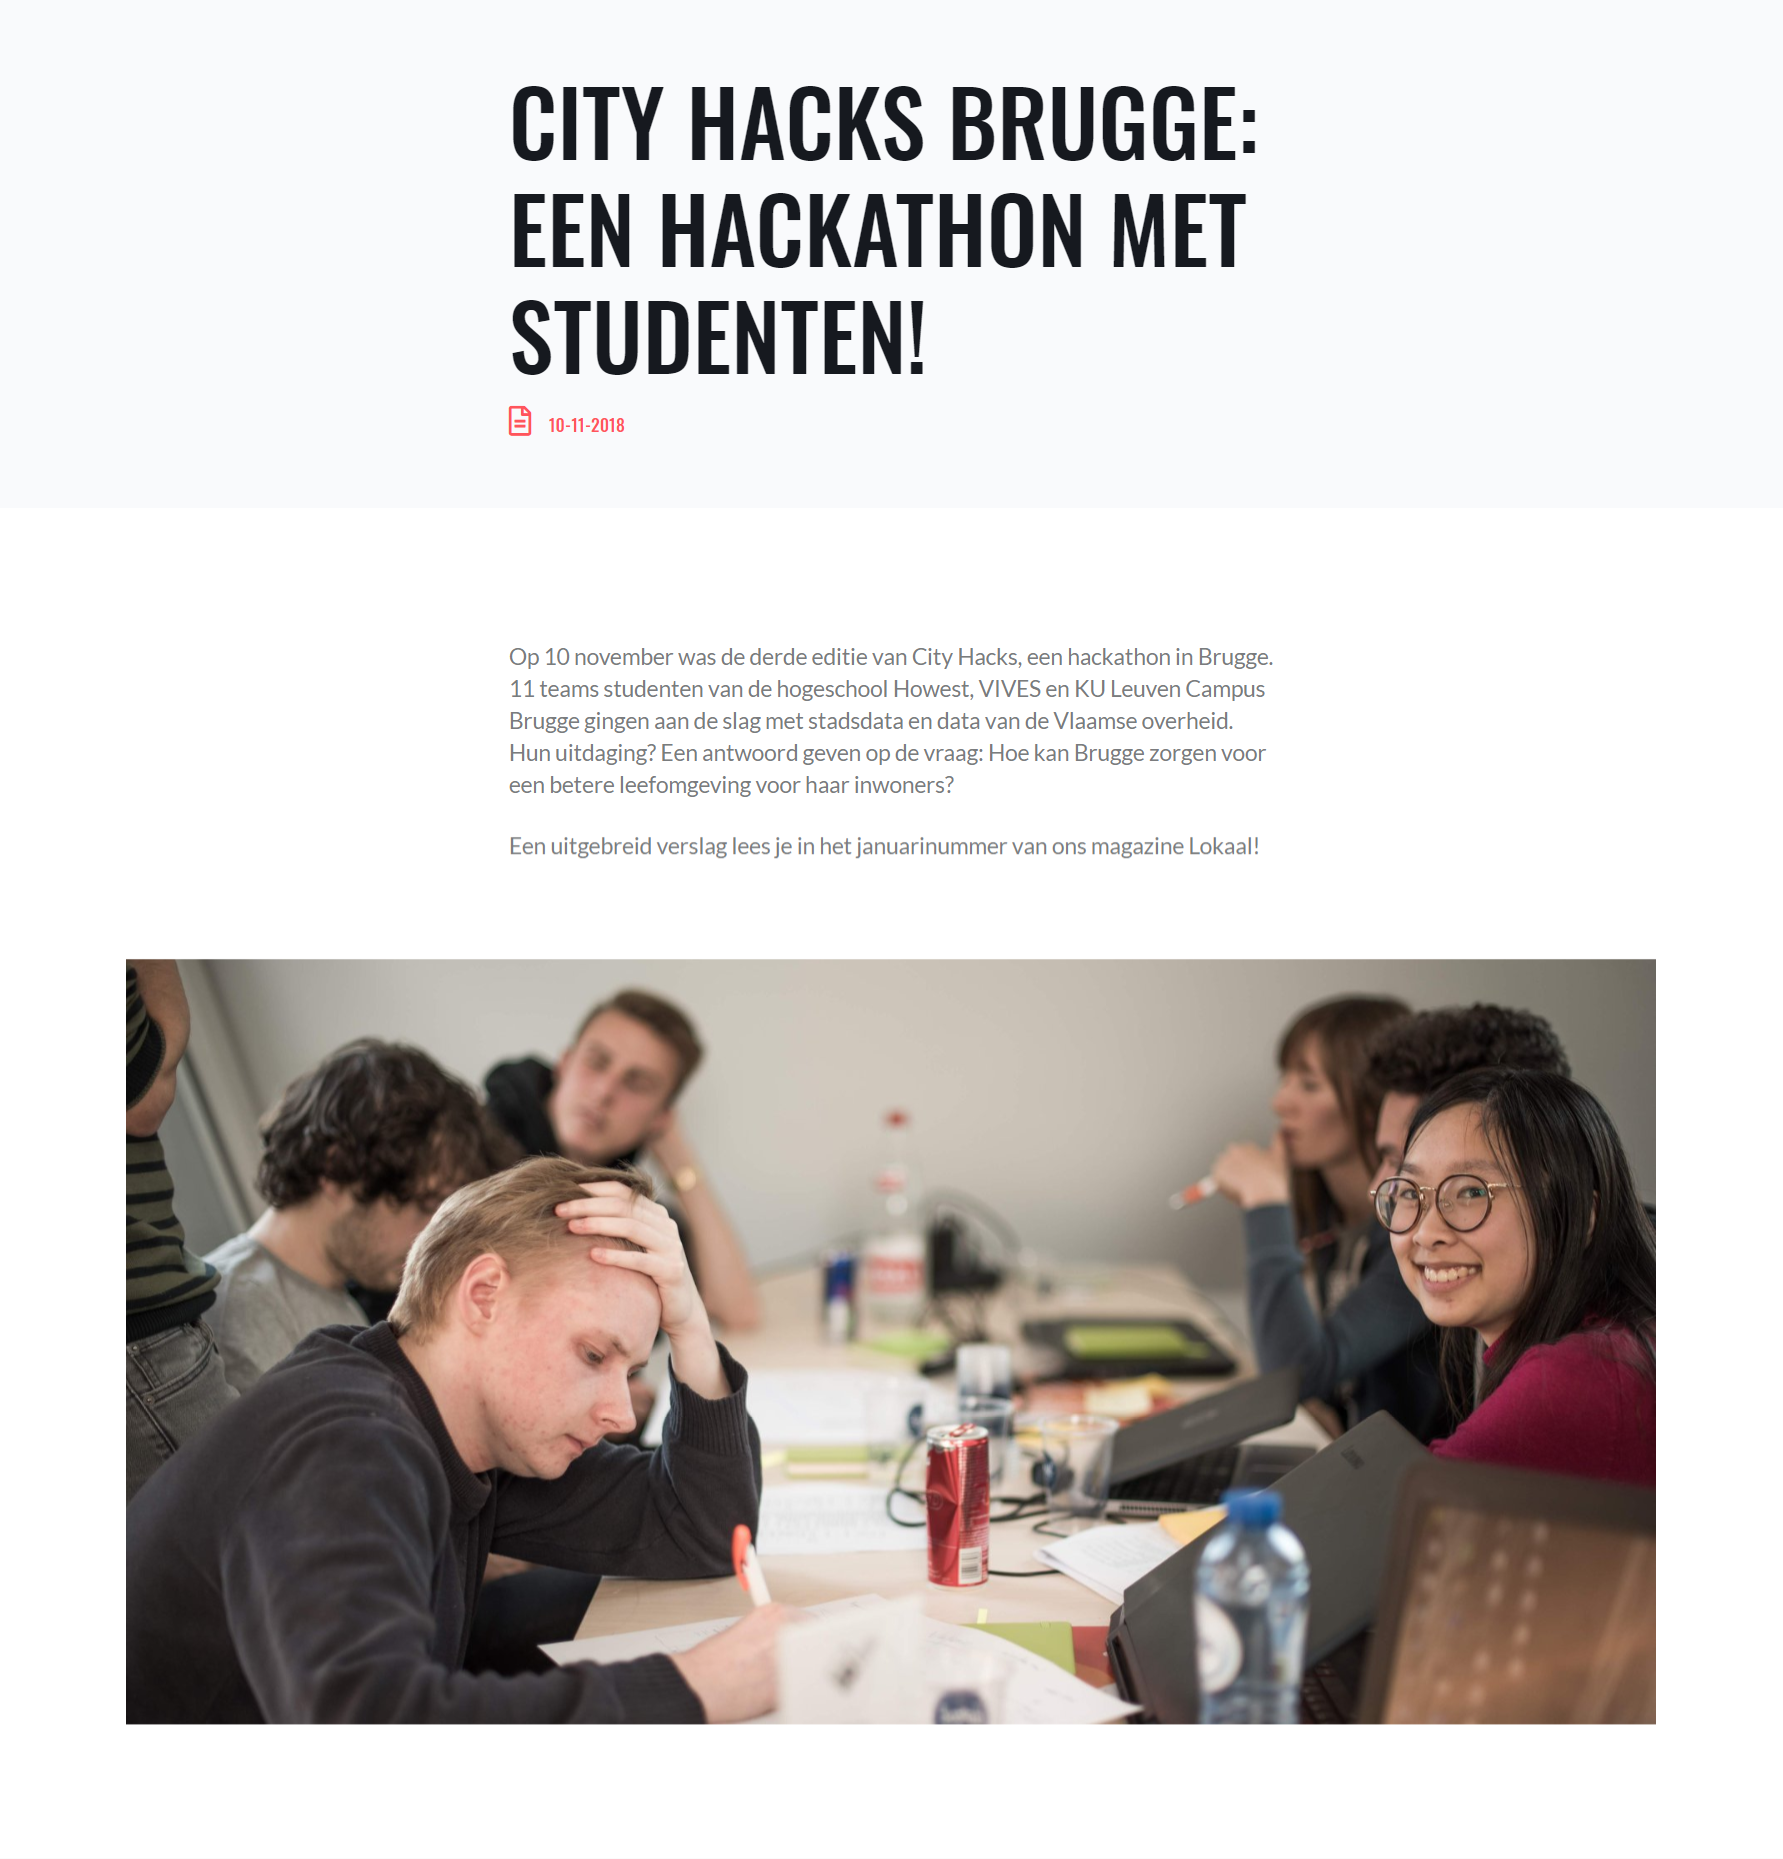 CITY HACKS BRUGGE:
EEN HACKATHON MET
STUDENTEN!
10-11-2018
Op 10 november was de derde editie van City Hacks, een hackathon in Brugge.
11 teams studenten van de hogeschool Howest, VIVES en KU Leuven Campus
Brugge gingen aan de slag met stadsdata en data van de Vlaamse overheid.
Hun uitdaging? Een antwoord geven op de vraag: Hoe kan Brugge zorgen voor
een betere leefomgeving voor haar inwoners?
Een uitgebreid verslag lees je in het januarinummer van ons magazine Lokaal!